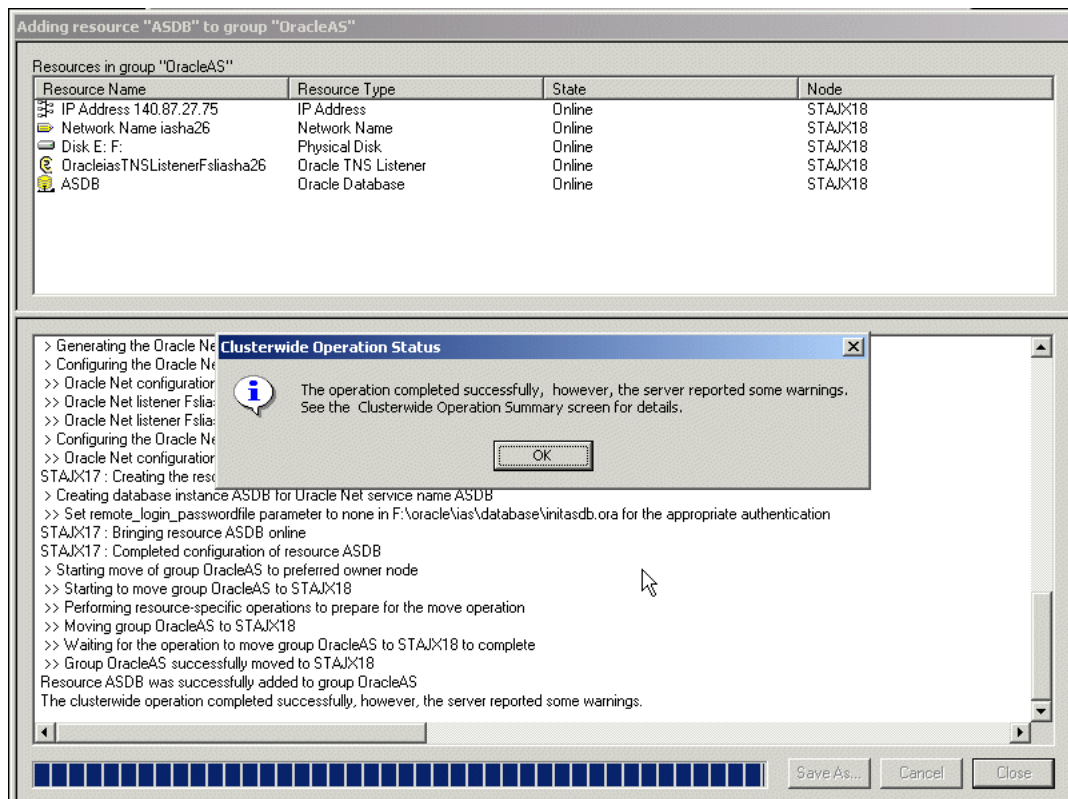 Adding resource "ASDB" to group "OracleAS"
Resources in group "OracleAS"
Resource Name Resource Type State Node
IP Address 140.87.27.75 IP Address Online STAJX18
Network Name iasha26 Network Name Online STAJX18
Disk E: F: Physical Disk Online STAJX18
OracleiasTNSListenerFsliasha26 Oracle TNS Listener Online STAJX18
ASDB Oracle Database Online STAJX18
> Generating the Oracle Ne
> Configuring the Oracle Ne
>> Oracle Net configuration
>> Oracle Net listener Fslia
>> Oracle Net listener Fslia
> Configuring the Oracle Ne
>> Oracle Net configuration
Clusterwide Operation Status
The operation completed successfully, however, the server reported some warnings.
See the Clusterwide Operation Summary screen for details.
OK
STAJX17 : Creating the reso
> Creating database instance ASDB for Oracle Net service name ASDB
>> Set remote_login_passwordfile parameter to none in F:\oracle\ias\database\initasdb.ora for the appropriate authentication
STAJX17 : Bringing resource ASDB online
STAJX17 : Completed configuration of resource ASDB
> Starting move of group OracleAS to preferred owner node
>> Starting to move group OracleAS to STAJX18
>> Performing resource-specific operations to prepare for the move operation
>> Moving group OracleAS to STAJX18
>> Waiting for the operation to move group OracleAS to STAJX18 to complete
>> Group OracleAS successfully moved to STAJX18
Resource ASDB was successfully added to group OracleAS
The clusterwide operation completed successfully, however, the server reported some warnings.
Save As... Cancel Close